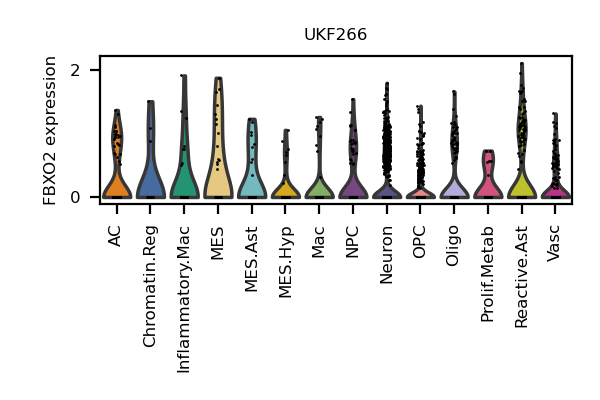 UKF266
FBXO2 expression
2
0
AC
Chromatin.Reg
Inflammatory.Mac
MES
MES.Ast
MES.Hyp
Mac
NPC
Neuron
OPC
Oligo
Prolif.Metab
Reactive.Ast
Vasc